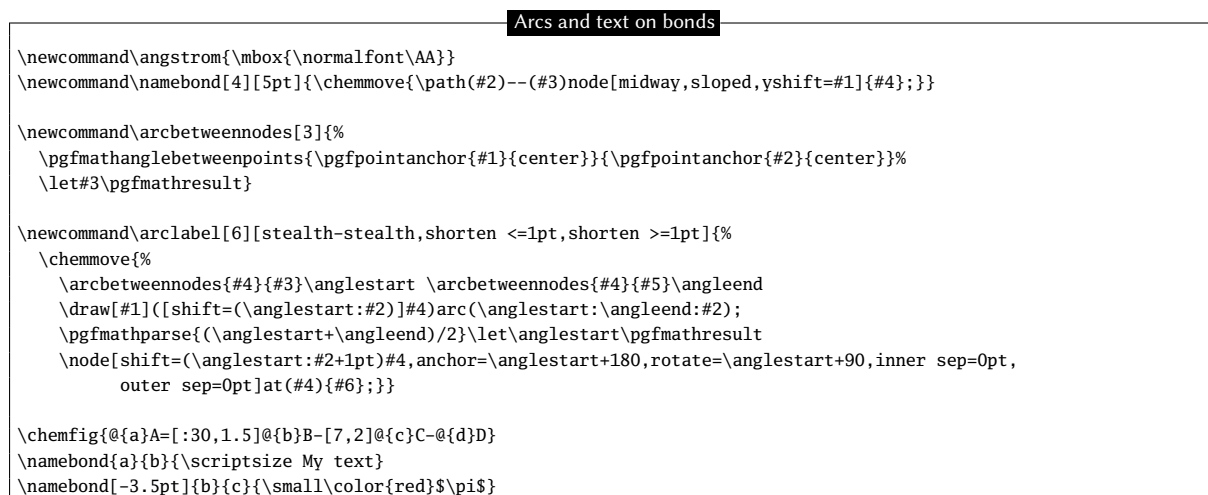 Arcs and text on bonds
\newcommand\angstrom{\mbox{\normalfont\AA}}
\newcommand\namebond[4][5pt]{\chemmove{\path(#2)--(#3)node[midway,sloped,yshift=#1]{#4};}}

\newcommand\arcbetweennodes[3]{%
  \pgfmathanglebetweenpoints{\pgfpointanchor{#1}{center}}{\pgfpointanchor{#2}{center}}%
  \let#3\pgfmathresult}

\newcommand\arclabel[6][stealth-stealth,shorten <=1pt,shorten >=1pt]{%
  \chemmove{%
    \arcbetweennodes{#4}{#3}\anglestart \arcbetweennodes{#4}{#5}\angleend
    \draw[#1]([shift=(\anglestart:#2)]#4)arc(\anglestart:\angleend:#2);
    \pgfmathparse{(\anglestart+\angleend)/2}\let\anglestart\pgfmathresult
    \node[shift=(\anglestart:#2+1pt)#4,anchor=\anglestart+180,rotate=\anglestart+90,inner sep=0pt,
          outer sep=0pt]at(#4){#6};}}

\chemfig{@{a}A=[:30,1.5]@{b}B-[7,2]@{c}C-@{d}D}
\namebond{a}{b}{\scriptsize My text}
\namebond[-3.5pt]{b}{c}{\small\color{red}$\pi$}